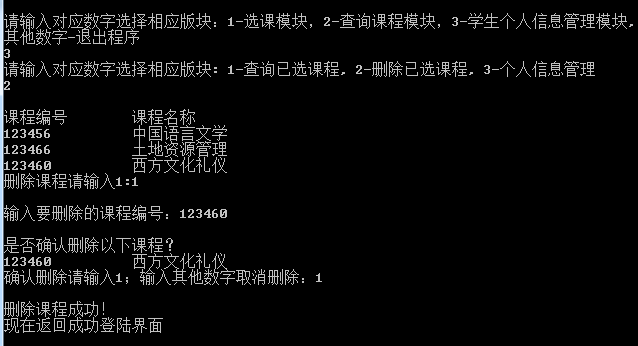 请输入对应数字选择相应版块：1-选课模块，2-查询课程模块，3-学生个人信息管理模块，
其他数字-退出程序
3
请输入对应数字选择相应版块：1-查询已选课程，2-删除已选课程，3-个人信息管理
2
课程编号 课程名称
123456 中国语言文学
123466 土地资源管理
123460 西方文化礼仪
删除课程请输入1:1
输入要删除的课程编号：123460
是否确认删除以下课程？
123460 西方文化礼仪
确认删除请输入1；输入其他数字取消删除：1
删除课程成功！
现在返回成功登陆界面